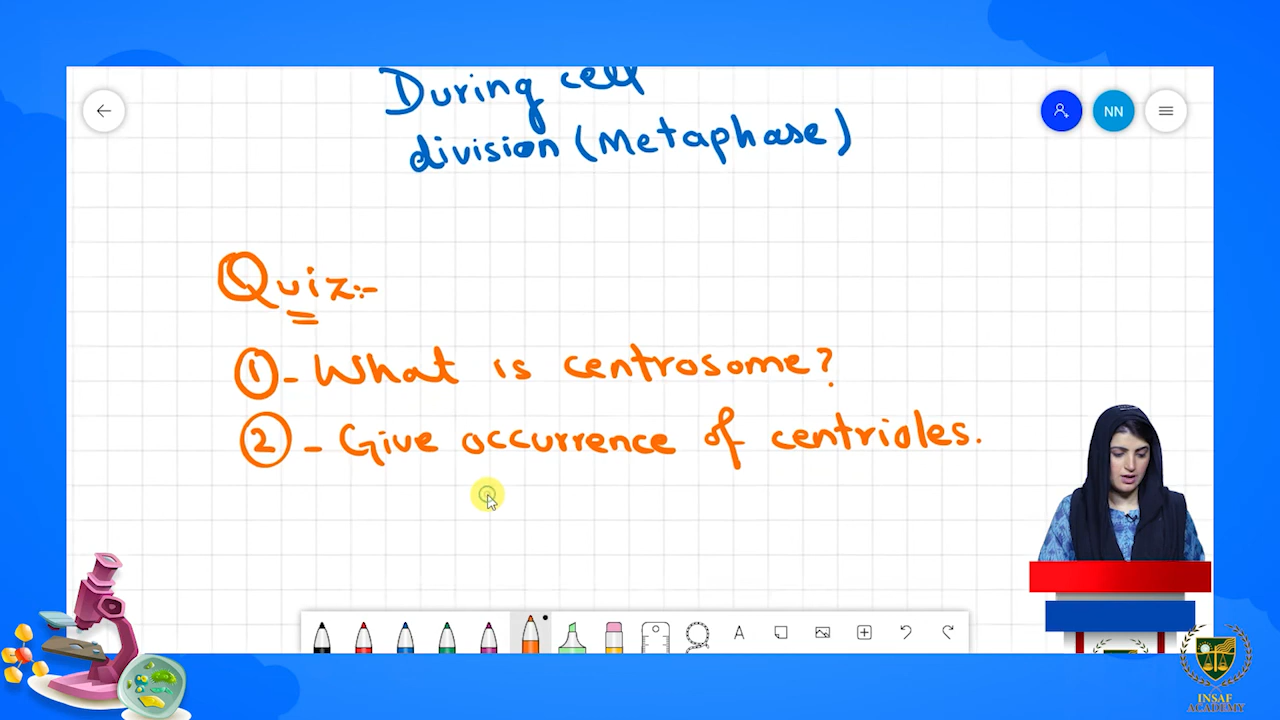 During cell
division (Metaphase)
NN
Quiz:-
① - What is centrosome?
② - Give occurrence of centrioles.
A
INSAF
ACADEMY